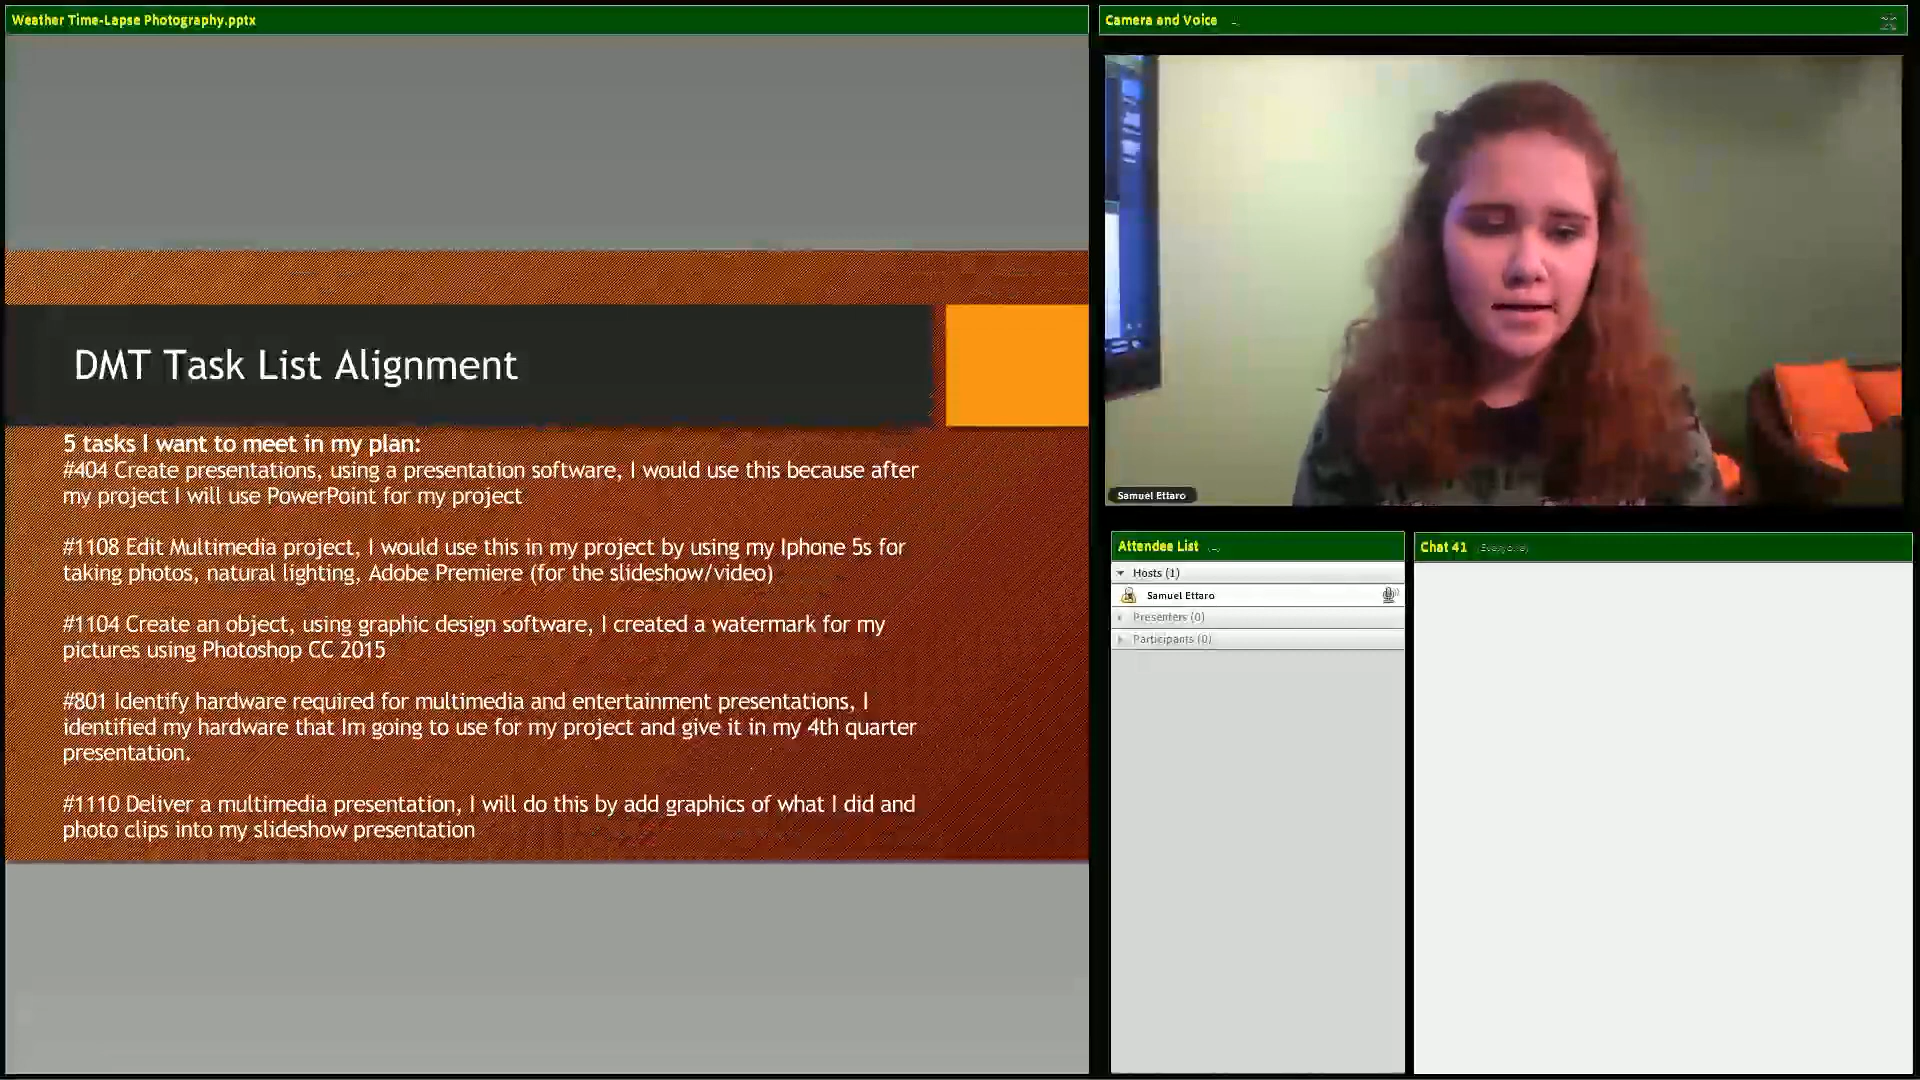 Weather Time-Lapse Photography.pptx
DMT Task List Alignment
5 tasks I want to meet in my plan:
#404 Create presentations, using a presentation software, I would use this because after
my project I will use PowerPoint for my project
#1108 Edit Multimedia project, I would use this in my project by using my Iphone 5s for
taking photos, natural lighting, Adobe Premiere (for the slideshow/video)
#1104 Create an object, using graphic design software, I created a watermark for my
pictures using Photoshop CC 2015
#801 Identify hardware required for multimedia and entertainment presentations, I
identified my hardware that Im going to use for my project and give it in my 4th quarter
presentation.
#1110 Deliver a multimedia presentation, I will do this by add graphics of what I did and
photo clips into my slideshow presentation
Camera and Voice
Samuel Ettaro
Attendee List
Hosts (1)
Samuel Ettaro
Presenters (0)
Participants (0)
Chat 41 (Everyone)